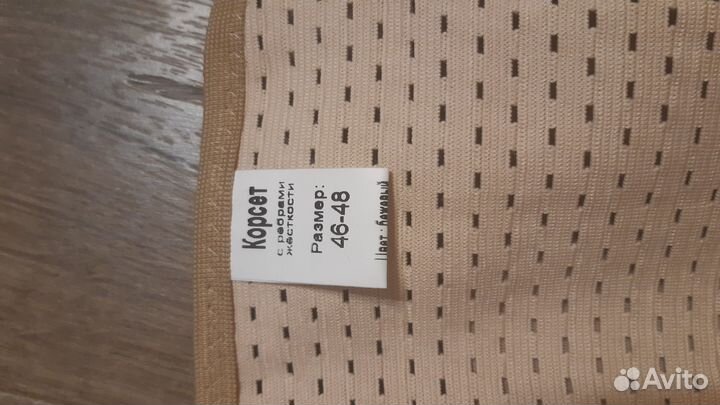 Корсет
с ребрами
жесткости
Размер:
46-48
Цвет: бежевый
Avito